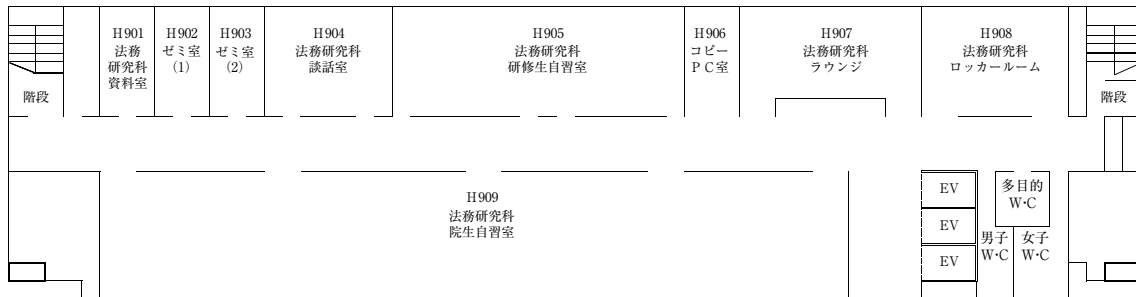 H901
法務
研究科
資料室
H902
ゼミ室
(1)
H903
ゼミ室
(2)
H904
法務研究科
談話室
H905
法務研究科
研修生自習室
H906
コピー
PC室
H907
法務研究科
ラウンジ
H908
法務研究科
ロッカールーム
階段
階段
H909
法務研究科
院生自習室
EV
EV
EV
多目的
W・C
男子
W・C
女子
W・C